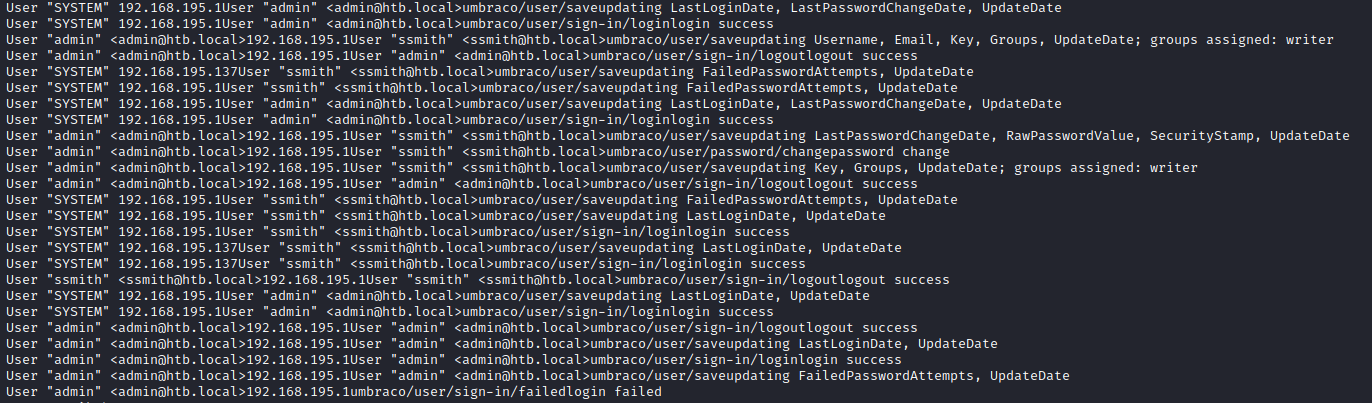 User "SYSTEM" 192.168.195.1User "admin" <admin@htb.local>umbraco/user/saveupdating LastLoginDate, LastPasswordChangeDate, UpdateDate
User "SYSTEM" 192.168.195.1User "admin" <admin@htb.local>umbraco/user/sign-in/loginlogin success
User "admin" <admin@htb.local>192.168.195.1User "ssmith" <ssmith@htb.local>umbraco/user/saveupdating Username, Email, Key, Groups, UpdateDate; groups assigned: writer
User "admin" <admin@htb.local>192.168.195.1User "admin" <admin@htb.local>umbraco/user/sign-in/logoutlogout success
User "SYSTEM" 192.168.195.137User "ssmith" <ssmith@htb.local>umbraco/user/saveupdating FailedPasswordAttempts, UpdateDate
User "SYSTEM" 192.168.195.1User "ssmith" <ssmith@htb.local>umbraco/user/saveupdating FailedPasswordAttempts, UpdateDate
User "SYSTEM" 192.168.195.1User "admin" <admin@htb.local>umbraco/user/saveupdating LastLoginDate, LastPasswordChangeDate, UpdateDate
User "SYSTEM" 192.168.195.1User "admin" <admin@htb.local>umbraco/user/sign-in/loginlogin success
User "admin" <admin@htb.local>192.168.195.1User "ssmith" <ssmith@htb.local>umbraco/user/saveupdating LastPasswordChangeDate, RawPasswordValue, SecurityStamp, UpdateDate
User "admin" <admin@htb.local>192.168.195.1User "ssmith" <ssmith@htb.local>umbraco/user/password/changepassword change
User "admin" <admin@htb.local>192.168.195.1User "ssmith" <ssmith@htb.local>umbraco/user/saveupdating Key, Groups, UpdateDate; groups assigned: writer
User "admin" <admin@htb.local>192.168.195.1User "admin" <admin@htb.local>umbraco/user/sign-in/logoutlogout success
User "SYSTEM" 192.168.195.1User "ssmith" <ssmith@htb.local>umbraco/user/saveupdating FailedPasswordAttempts, UpdateDate
User "SYSTEM" 192.168.195.1User "ssmith" <ssmith@htb.local>umbraco/user/saveupdating LastLoginDate, UpdateDate
User "SYSTEM" 192.168.195.1User "ssmith" <ssmith@htb.local>umbraco/user/sign-in/loginlogin success
User "SYSTEM" 192.168.195.137User "ssmith" <ssmith@htb.local>umbraco/user/saveupdating LastLoginDate, UpdateDate
User "SYSTEM" 192.168.195.137User "ssmith" <ssmith@htb.local>umbraco/user/sign-in/loginlogin success
User "ssmith" <ssmith@htb.local>192.168.195.1User "ssmith" <ssmith@htb.local>umbraco/user/sign-in/logoutlogout success
User "SYSTEM" 192.168.195.1User "admin" <admin@htb.local>umbraco/user/saveupdating LastLoginDate, UpdateDate
User "SYSTEM" 192.168.195.1User "admin" <admin@htb.local>umbraco/user/sign-in/loginlogin success
User "admin" <admin@htb.local>192.168.195.1User "admin" <admin@htb.local>umbraco/user/sign-in/logoutlogout success
User "admin" <admin@htb.local>192.168.195.1User "admin" <admin@htb.local>umbraco/user/saveupdating LastLoginDate, UpdateDate
User "admin" <admin@htb.local>192.168.195.1User "admin" <admin@htb.local>umbraco/user/sign-in/loginlogin success
User "admin" <admin@htb.local>192.168.195.1User "admin" <admin@htb.local>umbraco/user/saveupdating FailedPasswordAttempts, UpdateDate
User "admin" <admin@htb.local>192.168.195.1umbraco/user/sign-in/failedlogin failed